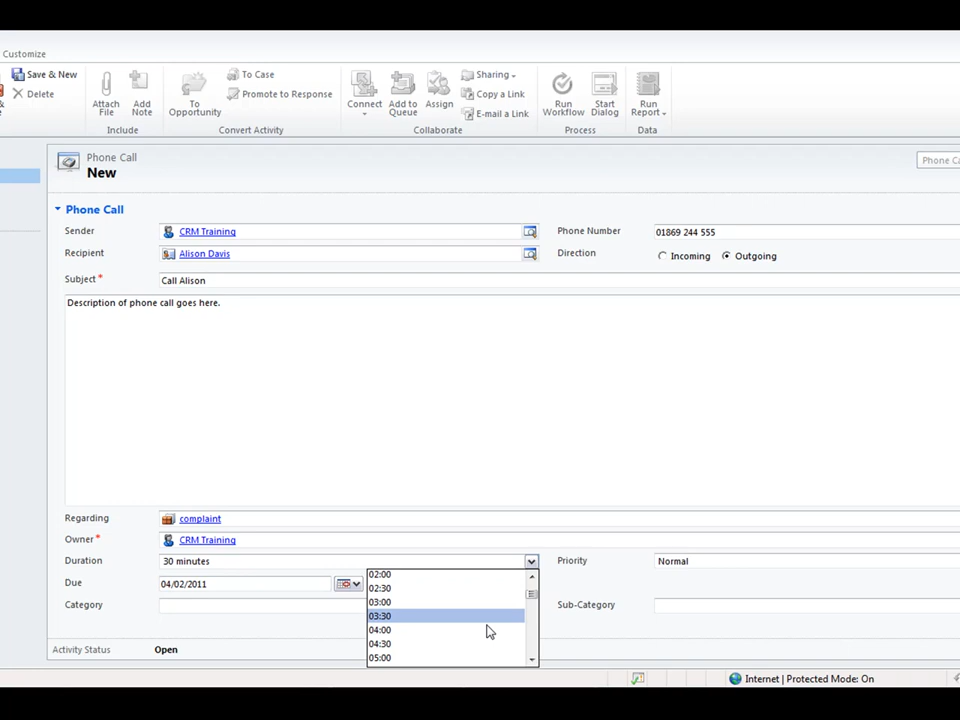 Customize
Save & New
Delete
Attach File
Add Note
Include
To Opportunity
To Case
Promote to Response
Convert Activity
Connect
Add to Queue
Assign
Sharing
Copy a Link
E-mail a Link
Collaborate
Run Workflow
Start Dialog
Process
Run Report
Data
Phone Call
New
Phone Ca
Phone Call
Sender CRM Training Phone Number 01869 244 555
Recipient Alison Davis Direction Incoming Outgoing
Subject* Call Alison
Description of phone call goes here.
Regarding complaint
Owner* CRM Training
Duration 30 minutes Priority Normal
Due 04/02/2011
02:00
02:30
03:00
03:30
04:00
04:30
05:00
Category Sub-Category
Activity Status Open
Internet | Protected Mode: On